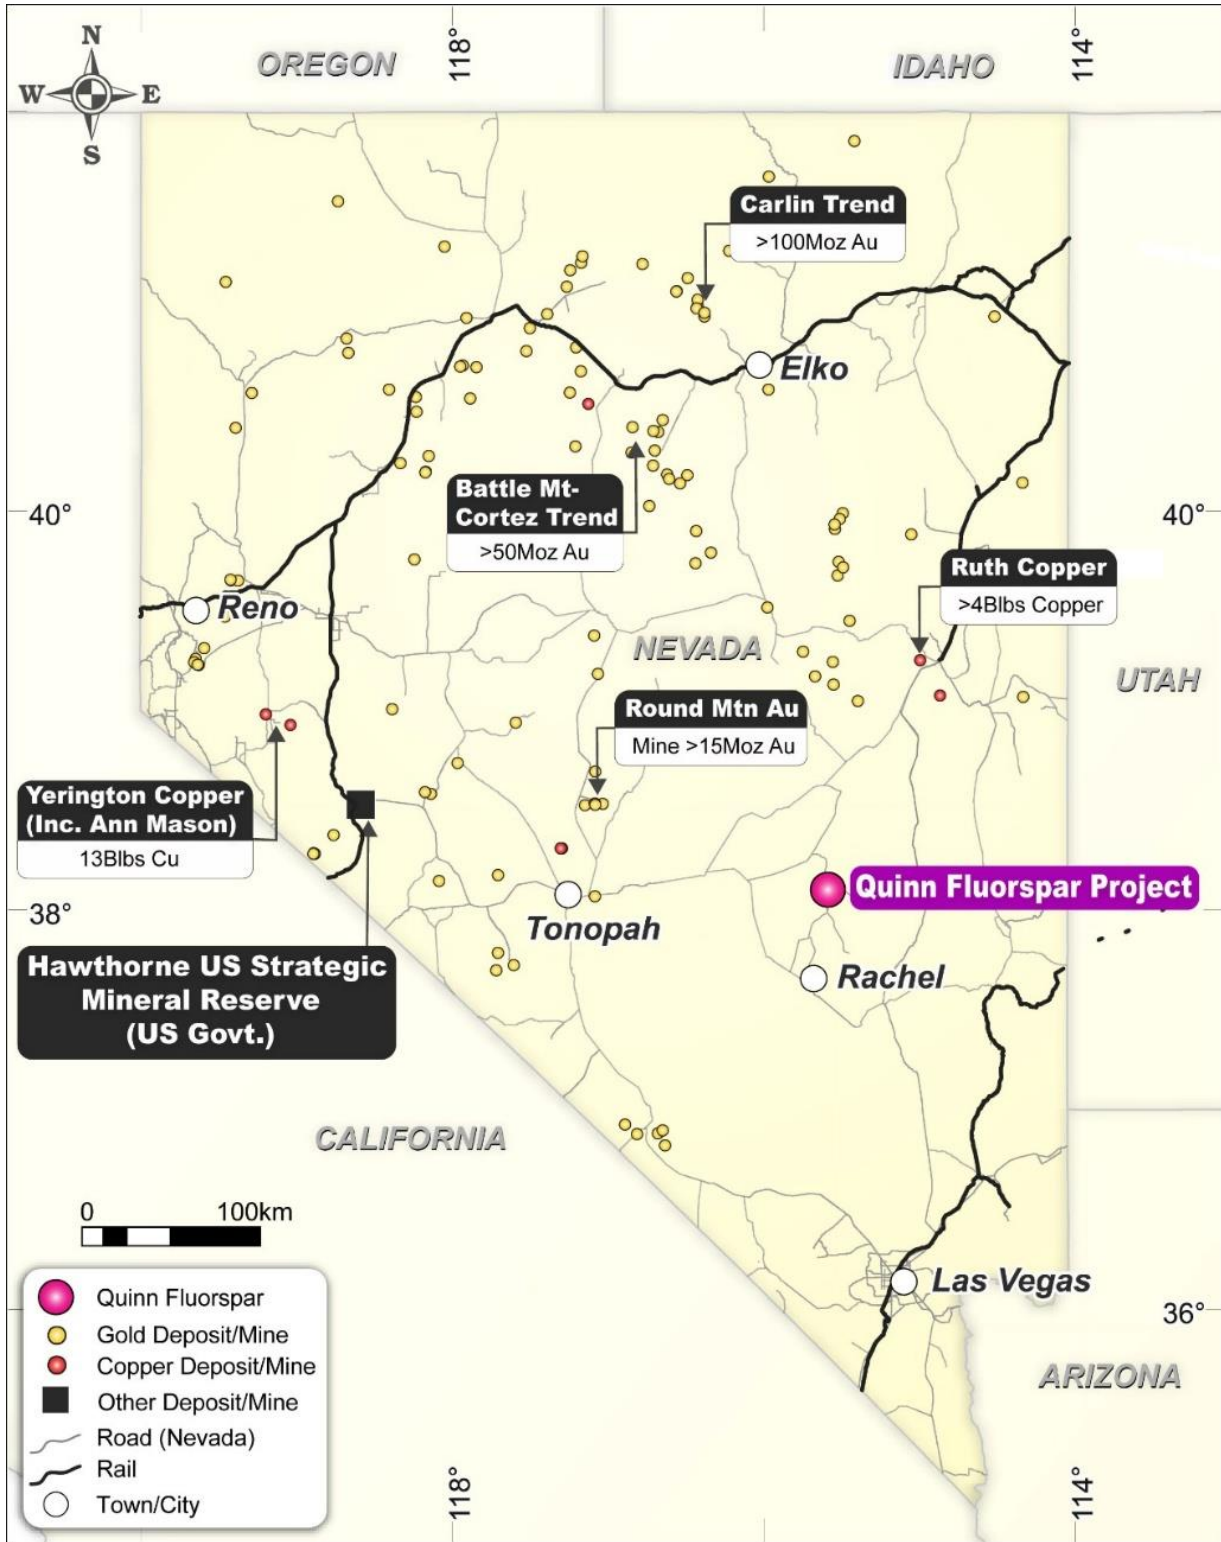 N
W E
S
OREGON
118°
IDAHO
114°
Carlin Trend
>100Moz Au
Elko
Battle Mt-
Cortez Trend
>50Moz Au
40°
40°
Ruth Copper
>4Blbs Copper
Reno
NEVADA
UTAH
Round Mtn Au
Mine >15Moz Au
Yerington Copper
(Inc. Ann Mason)
13Blbs Cu
Quinn Fluorspar Project
38°
Tonopah
Hawthorne US Strategic
Mineral Reserve
(US Govt.)
Rachel
CALIFORNIA
0 100km
Las Vegas
36°
ARIZONA
Quinn Fluorspar
Gold Deposit/Mine
Copper Deposit/Mine
Other Deposit/Mine
Road (Nevada)
Rail
Town/City
118°
114°